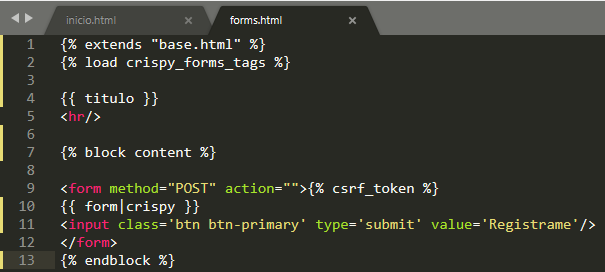 inicio.html × forms.html ×
1 {% extends "base.html" %}
2 {% load crispy_forms_tags %}
3
4 {{ titulo }}
5 <hr/>
6
7 {% block content %}
8
9 <form method="POST" action="">{% csrf_token %}
10 {{ form|crispy }}
11 <input class='btn btn-primary' type='submit' value='Registrame'/>
12 </form>
13 {% endblock %}